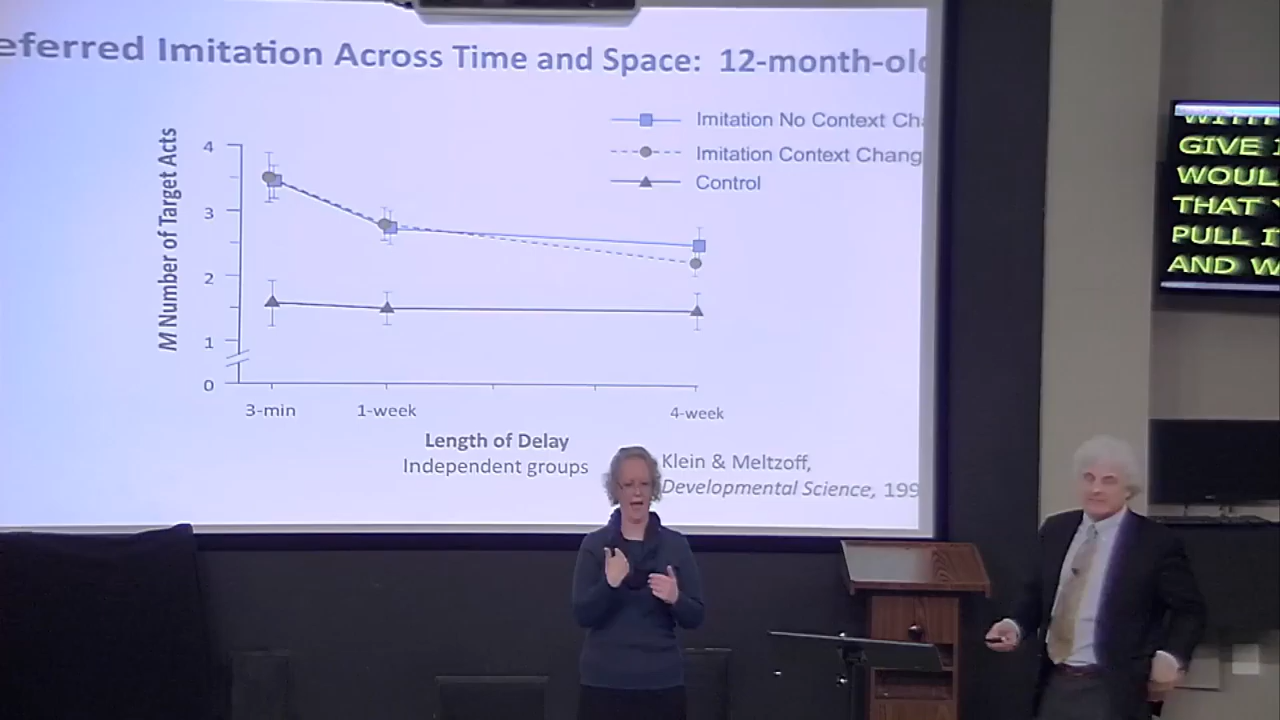 eferred Imitation Across Time and Space: 12-month-old
Imitation No Context Ch
Imitation Context Chang
Control
M Number of Target Acts
4
3
2
1
0
3-min
1-week
4-week
Length of Delay
Independent groups
Klein & Meltzoff,
Developmental Science, 199
GIVE
WOUL
THAT
PULL
AND W